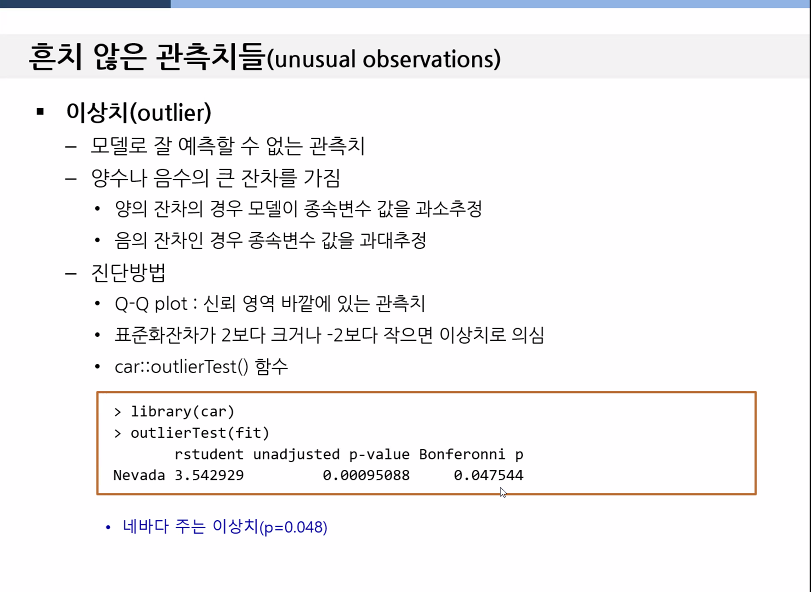 흔치 않은 관측치들(unusual observations)
▪ 이상치(outlier)
– 모델로 잘 예측할 수 없는 관측치
– 양수나 음수의 큰 잔차를 가짐
• 양의 잔차의 경우 모델이 종속변수 값을 과소추정
• 음의 잔차인 경우 종속변수 값을 과대추정
– 진단방법
• Q-Q plot : 신뢰 영역 바깥에 있는 관측치
• 표준화잔차가 2보다 크거나 -2보다 작으면 이상치로 의심
• car::outlierTest() 함수
> library(car)
> outlierTest(fit)
rstudent unadjusted p-value Bonferonni p
Nevada 3.542929 0.00095088 0.047544
• 네바다 주는 이상치(p=0.048)